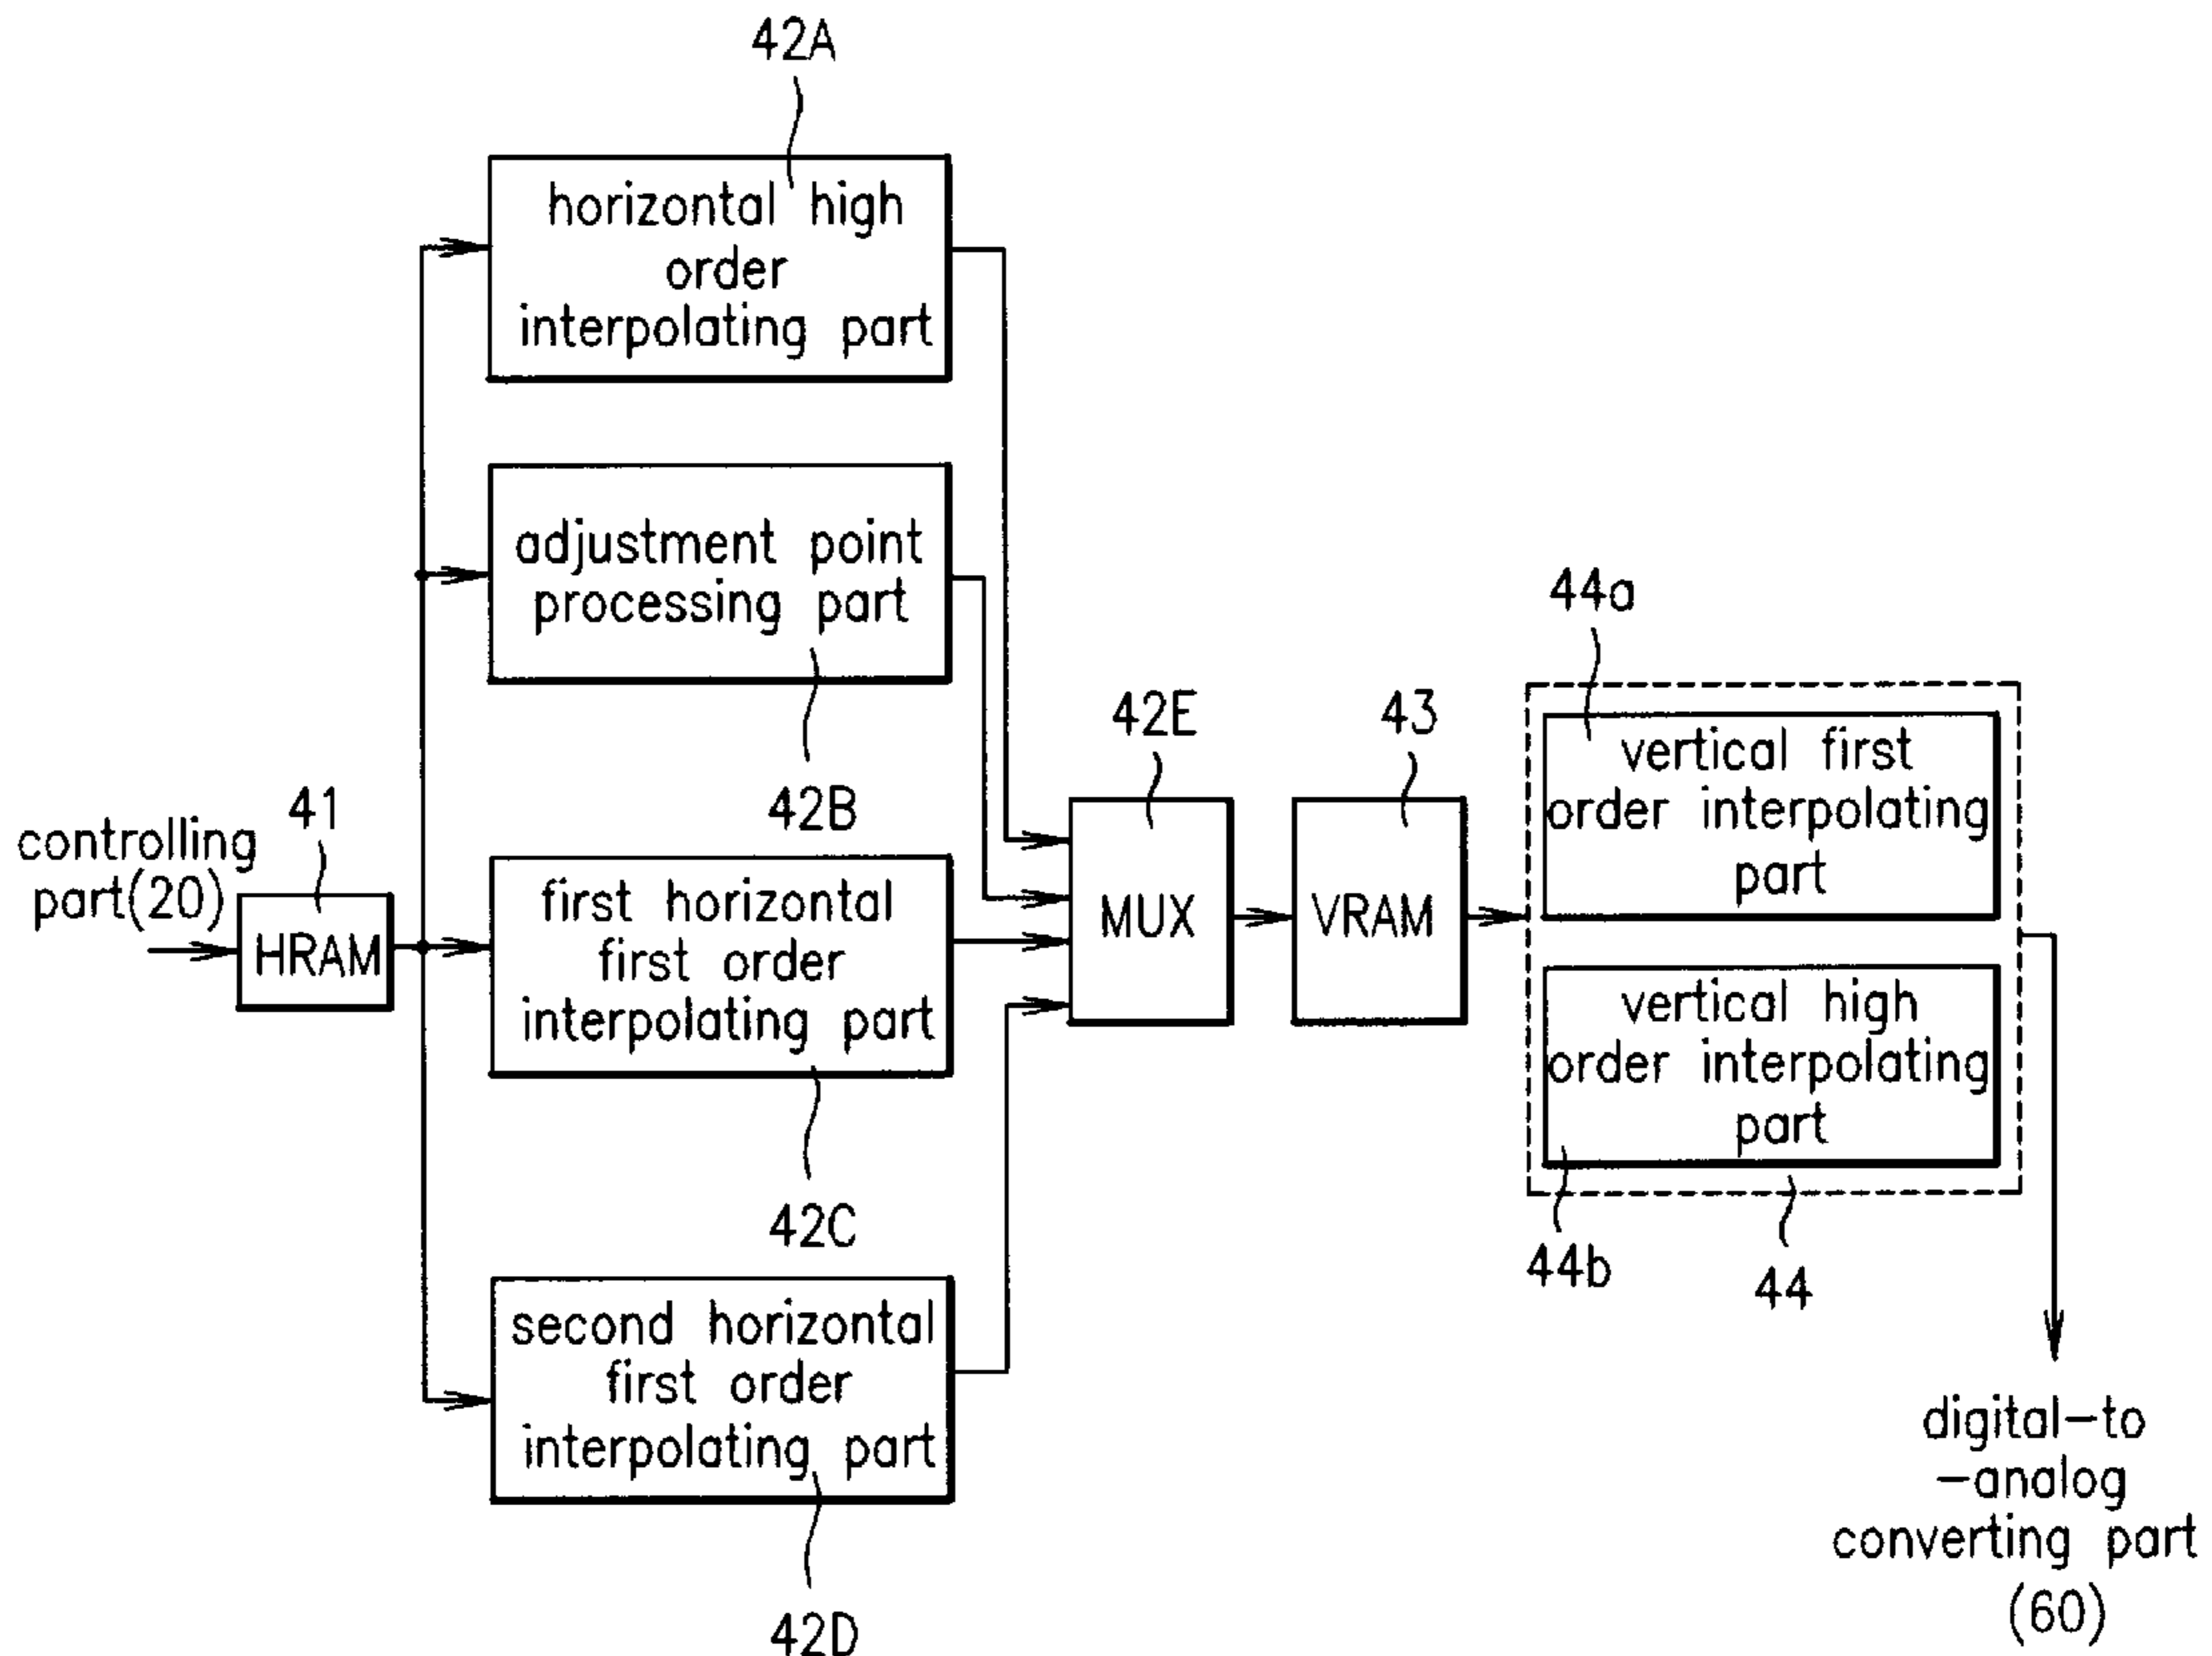 42A
horizontal high
order
interpolating part
adjustment point
processing part
42B
controlling
part(20)
41
HRAM
first horizontal
first order
interpolating part
42C
second horizontal
first order
interpolating part
42D
42E
MUX
43
VRAM
44a
vertical first
order interpolating
part
vertical high
order interpolating
part
44b
44
digital-to
-analog
converting part
(60)